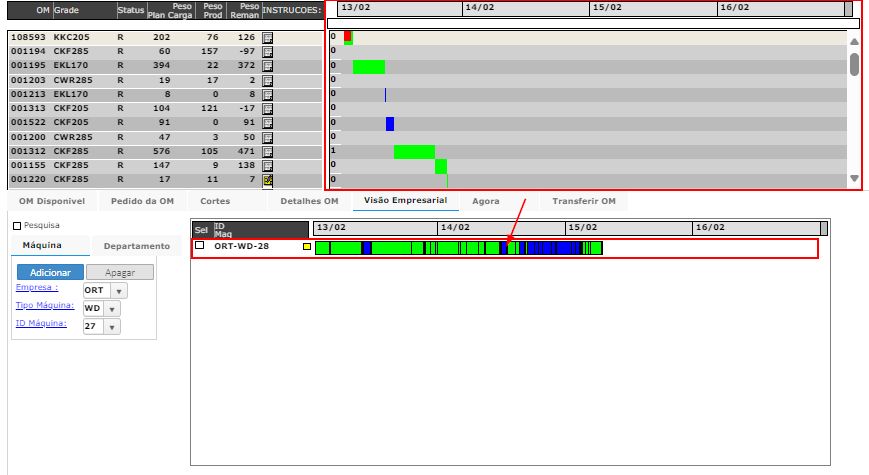 OM Grade Status Peso Plan Carga Peso Prod Peso Reman INSTRUCOES: 13/02 14/02 15/02 16/02
108593 KKC205 R 202 76 126 0
001194 CKF285 R 60 157 -97 0
001195 EKL170 R 394 22 372 0
001203 CWR285 R 19 17 2 0
001213 EKL170 R 8 0 8 0
001313 CKF205 R 104 121 -17 0
001522 CKF205 R 91 0 91 0
001200 CWR285 R 47 3 50 0
001312 CKF285 R 576 105 471 1
001155 CKF285 R 147 9 138 0
001220 CKF285 R 17 11 7 0
OM Disponivel Pedido da OM Cortes Detalhes OM Visão Empresarial Agora Transferir OM
Pesquisa
Máquina Departamento
Adicionar Apagar
Empresa : ORT
Tipo Máquina: WD
ID Máquina: 27
Sel ID Maq 13/02 14/02 15/02 16/02
ORT-WD-28